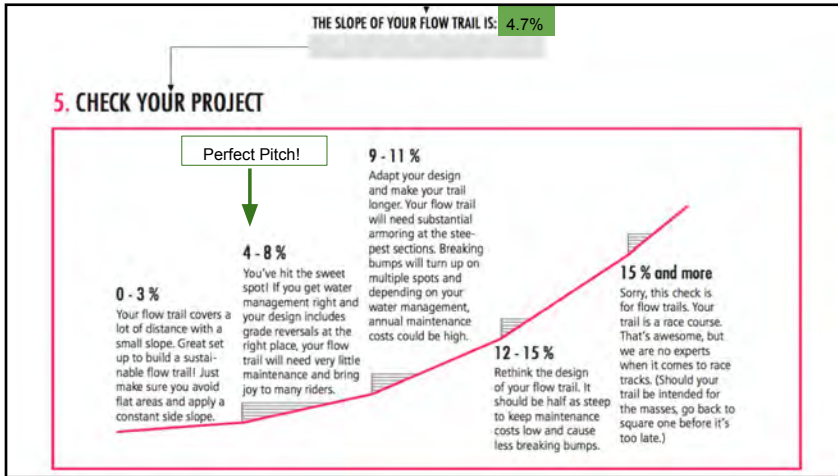 THE SLOPE OF YOUR FLOW TRAIL IS: 4.7%
5. CHECK YOUR PROJECT
Perfect Pitch!
0 - 3 %
Your flow trail covers a
lot of distance with a
small slope. Great set
up to build a sustai-
nable flow trail! Just
make sure you avoid
flat areas and apply a
constant side slope.
4 - 8 %
You've hit the sweet
spot! If you get water
management right and
your design includes
grade reversals at the
right place, your flow
trail will need very little
maintenance and bring
joy to many riders.
9 - 11 %
Adapt your design
and make your trail
longer. Your flow trail
will need substantial
armoring at the stee-
pest sections. Breaking
bumps will turn up on
multiple spots and
depending on your
water management,
annual maintenance
costs could be high.
12 - 15 %
Rethink the design
of your flow trail. It
should be half as steep
to keep maintenance
costs low and cause
less breaking bumps.
15 % and more
Sorry, this check is
for flow trails. Your
trail is a race course.
That's awesome, but
we are no experts
when it comes to race
tracks. (Should your
trail be intended for
the masses, go back to
square one before it's
too late.)